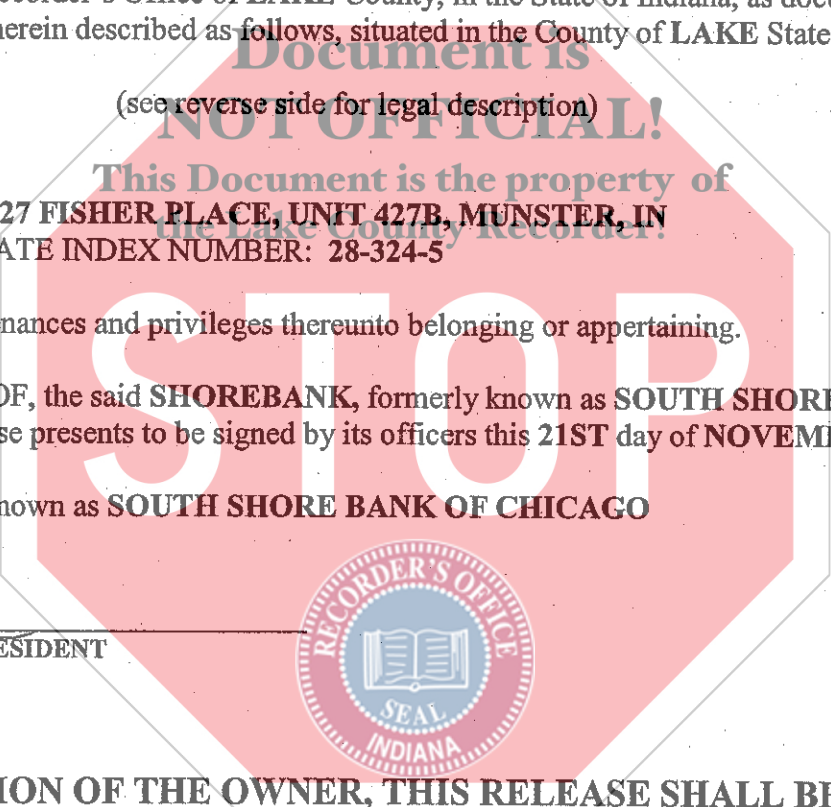 Recorder's Office of LAKE County, in the State of Indiana, as docu
herein described as follows, situated in the County of LAKE State
Document is
(see reverse side for legal description)
NOT OFFICIAL!
This Document is the property of
27 FISHER PLACE, UNIT 427B, MUNSTER, IN
the Lake County Recorder!
ATE INDEX NUMBER: 28-324-5
STOP
nances and privileges thereunto belonging or appertaining.
OF, the said SHOREBANK, formerly known as SOUTH SHORE
se presents to be signed by its officers this 21ST day of NOVEM
nown as SOUTH SHORE BANK OF CHICAGO
RECORDER'S OFFICE
SEAL
INDIANA
ESIDENT
ION OF THE OWNER, THIS RELEASE SHALL BE